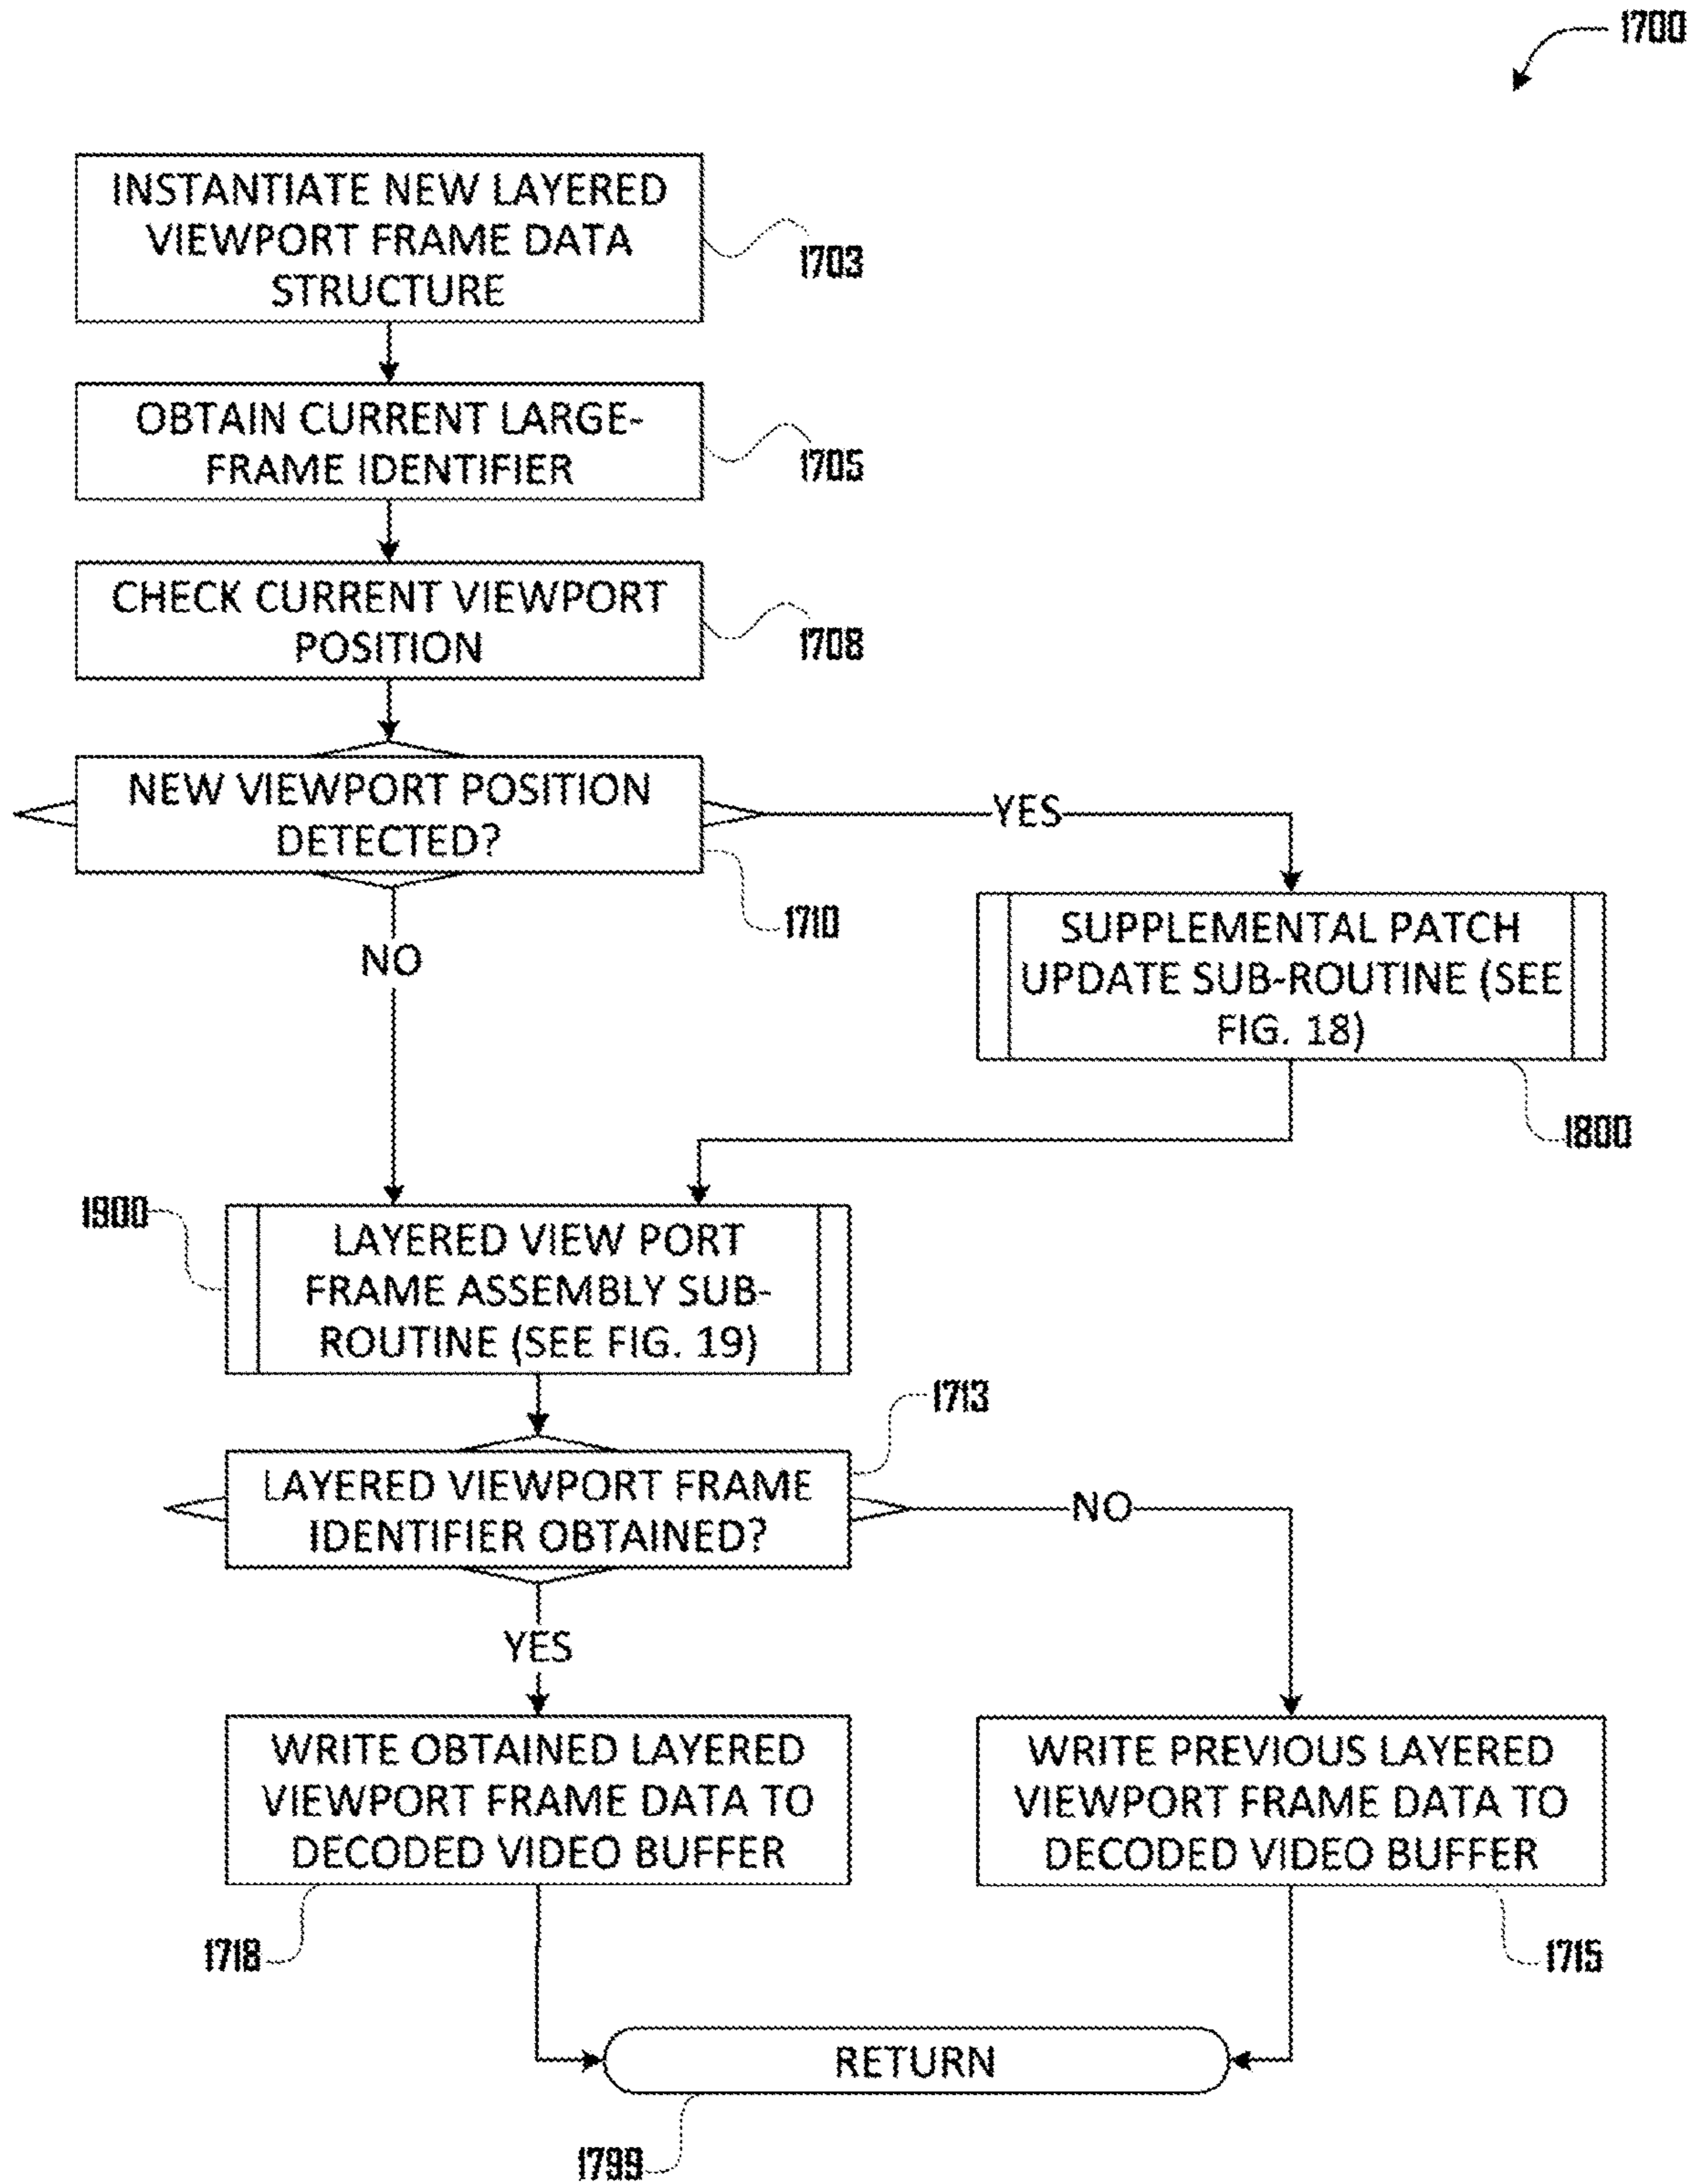 1700
INSTANTIATE NEW LAYERED
VIEWPORT FRAME DATA
STRUCTURE
1703
OBTAIN CURRENT LARGE-
FRAME IDENTIFIER
1705
CHECK CURRENT VIEWPORT
POSITION
1708
NEW VIEWPORT POSITION
DETECTED?
YES
1710
NO
SUPPLEMENTAL PATCH
UPDATE SUB-ROUTINE (SEE
FIG. 18)
1800
1900
LAYERED VIEW PORT
FRAME ASSEMBLY SUB-
ROUTINE (SEE FIG. 19)
1713
LAYERED VIEWPORT FRAME
IDENTIFIER OBTAINED?
NO
YES
WRITE OBTAINED LAYERED
VIEWPORT FRAME DATA TO
DECODED VIDEO BUFFER
1718
WRITE PREVIOUS LAYERED
VIEWPORT FRAME DATA TO
DECODED VIDEO BUFFER
1715
RETURN
1799